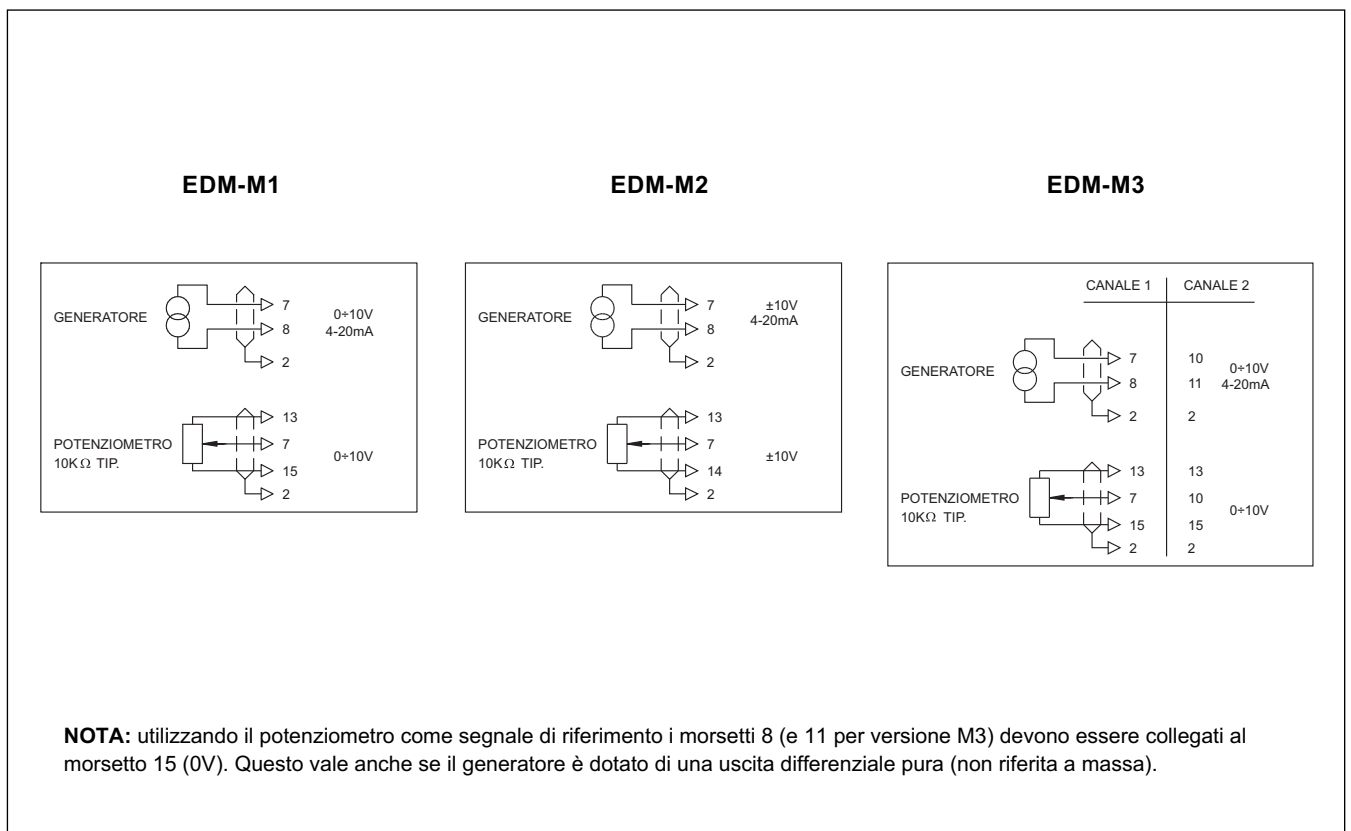 EDM-M1
GENERATORE
7
8
2
0÷10V
4-20mA
POTENZIOMETRO
10KΩ TIP.
13
7
15
2
0÷10V
EDM-M2
GENERATORE
7
8
2
±10V
4-20mA
POTENZIOMETRO
10KΩ TIP.
13
7
14
2
±10V
EDM-M3
CANALE 1 CANALE 2
GENERATORE
7 10
8 11
2 2
0÷10V
4-20mA
POTENZIOMETRO
10KΩ TIP.
13 13
7 10
15 15
2 2
0÷10V
NOTA: utilizzando il potenziometro come segnale di riferimento i morsetti 8 (e 11 per versione M3) devono essere collegati al
morsetto 15 (0V). Questo vale anche se il generatore è dotato di una uscita differenziale pura (non riferita a massa).